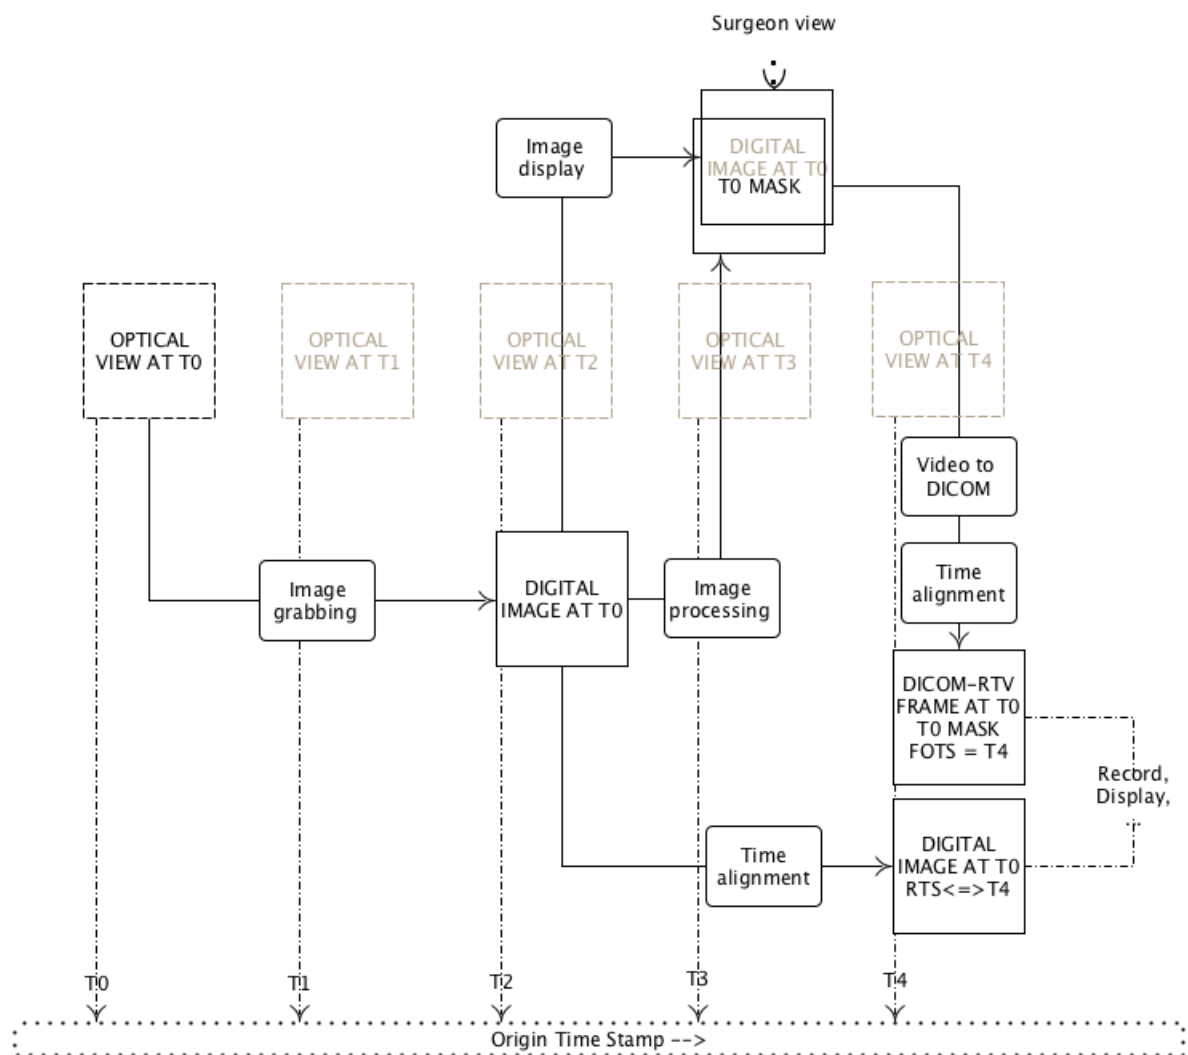 Surgeon view
Image
display
DIGITAL
IMAGE AT T0
T0 MASK
OPTICAL
VIEW AT T0
OPTICAL
VIEW AT T1
OPTICAL
VIEW AT T2
OPTICAL
VIEW AT T3
OPTICAL
VIEW AT T4
Video to
DICOM
Time
alignment
Image
grabbing
DIGITAL
IMAGE AT T0
Image
processing
DICOM-RTV
FRAME AT T0
T0 MASK
FOTS = T4
Record,
Display,
...
Time
alignment
DIGITAL
IMAGE AT T0
RTS<=>T4
T0
T1
T2
T3
T4
Origin Time Stamp -->